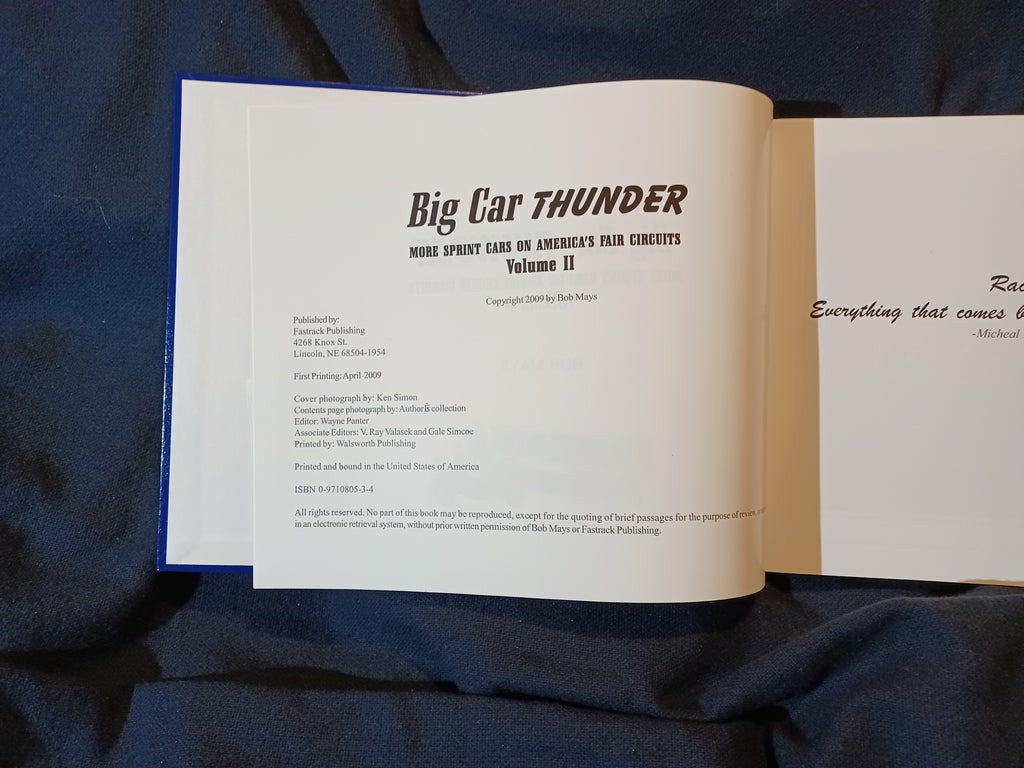 Big Car THUNDER
MORE SPRINT CARS ON AMERICA'S FAIR CIRCUITS
Volume II
Copyright 2009 by Bob Mays
Published by:
Fastrack Publishing
4268 Knox St.
Lincoln, NE 68504-1954
First Printing: April 2009
Cover photograph by: Ken Simon
Contents page photograph by: Author's collection
Editor: Wayne Panter
Associate Editors: V. Ray Valasek and Gale Simcoe
Printed by: Walsworth Publishing
Printed and bound in the United States of America
ISBN 0-9710805-3-4
All rights reserved. No part of this book may be reproduced, except for the quoting of brief passages for the purpose of review,
in an electronic retrieval system, without prior written permission of Bob Mays or Fastrack Publishing.
Rac
Everything that comes b
-Micheal